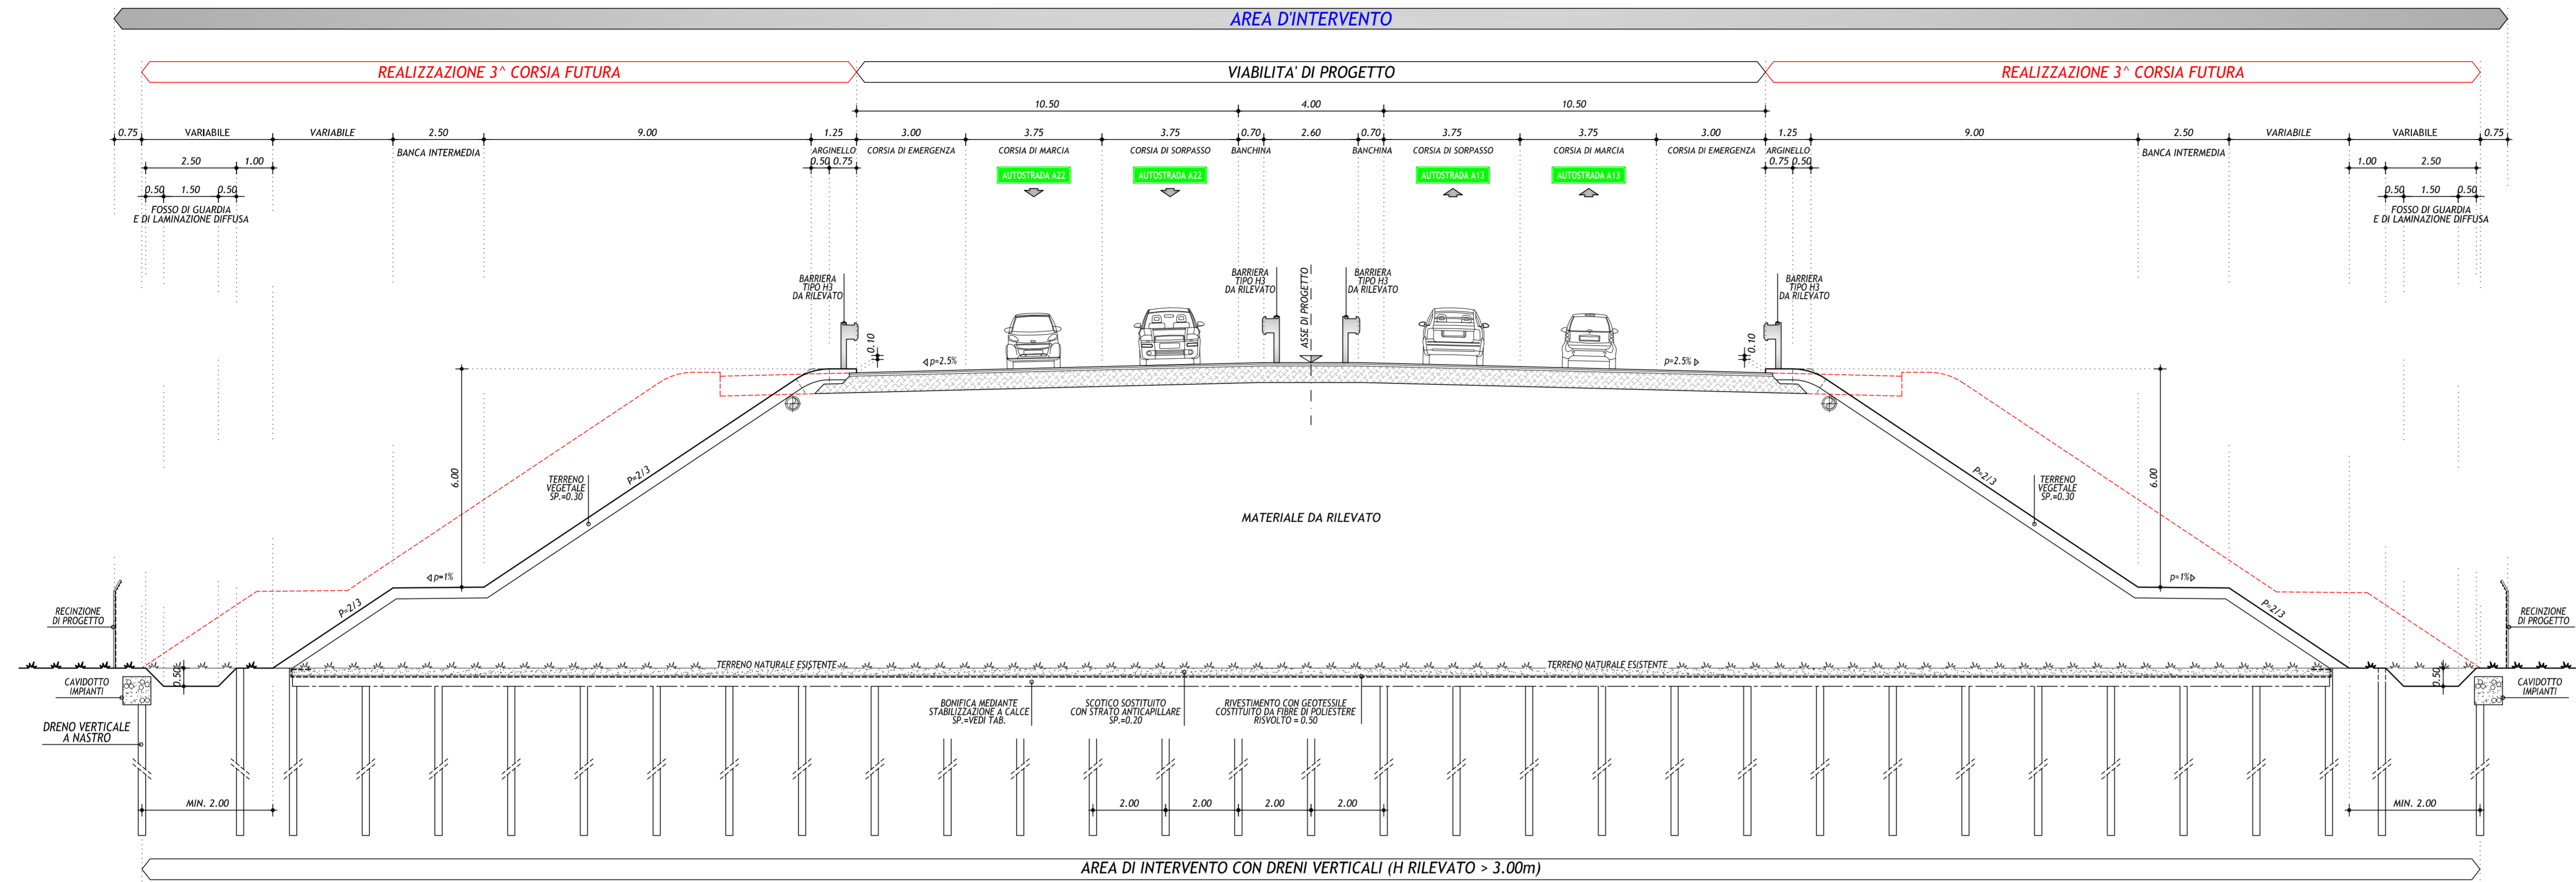 AREA D'INTERVENTO
REALIZZAZIONE 3^ CORSIA FUTURA
VIABILITA' DI PROGETTO
REALIZZAZIONE 3^ CORSIA FUTURA
10.50
4.00
10.50
0.75
VARIABILE
VARIABILE
2.50
9.00
1.25
3.00
3.75
3.75
0.70
2.60
0.70
3.75
3.75
3.00
1.25
9.00
2.50
VARIABILE
VARIABILE
0.75
BANCA INTERMEDIA
ARGINELLO
CORSIA DI EMERGENZA
CORSIA DI MARCIA
CORSIA DI SORPASSO
BANCHINA
BANCHINA
CORSIA DI SORPASSO
CORSIA DI MARCIA
CORSIA DI EMERGENZA
ARGINELLO
BANCA INTERMEDIA
2.50
1.00
0.50
0.75
0.75
0.50
1.00
2.50
AUTOSTRADA A22
AUTOSTRADA A22
AUTOSTRADA A13
AUTOSTRADA A13
0.50
1.50
0.50
0.50
1.50
0.50
FOSSO DI GUARDIA
E DI LAMINAZIONE DIFFUSA
FOSSO DI GUARDIA
E DI LAMINAZIONE DIFFUSA
BARRIERA
TIPO H3
DA RILEVATO
BARRIERA
TIPO H3
DA RILEVATO
ASSE DI PROGETTO
BARRIERA
TIPO H3
DA RILEVATO
BARRIERA
TIPO H3
DA RILEVATO
0.10
p=2.5%
p=2.5%
0.10
6.00
TERRENO
VEGETALE
SP.=0.30
P=2/3
MATERIALE DA RILEVATO
P=2/3
TERRENO
VEGETALE
SP.=0.30
6.00
p=1%
p=1%
P=2/3
P=2/3
RECINZIONE
DI PROGETTO
RECINZIONE
DI PROGETTO
TERRENO NATURALE ESISTENTE
TERRENO NATURALE ESISTENTE
0.50
0.50
CAVIDOTTO
IMPIANTI
CAVIDOTTO
IMPIANTI
BONIFICA MEDIANTE
STABILIZZAZIONE A CALCE
SP.=VEDI TAB.
SCOTICO SOSTITUITO
CON STRATO ANTICAPILLARE
SP.=0.20
RIVESTIMENTO CON GEOTESSILE
COSTITUITO DA FIBRE DI POLIESTERE
RISVOLTO = 0.50
DRENO VERTICALE
A NASTRO
MIN. 2.00
2.00
2.00
2.00
2.00
MIN. 2.00
AREA DI INTERVENTO CON DRENI VERTICALI (H RILEVATO > 3.00m)